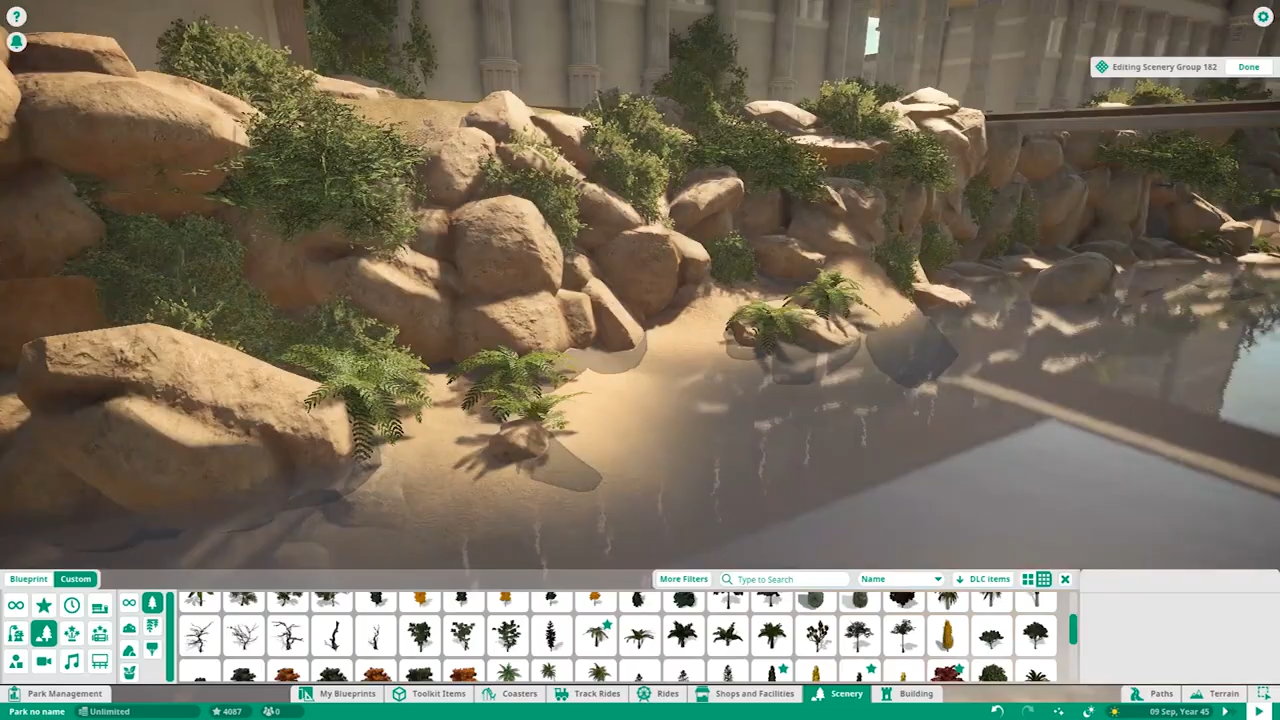 ?
Editing Scenery Group 182 Done
Blueprint Custom
More Filters Type to Search Name DLC items
Park Management My Blueprints Toolkit Items Coasters Track Rides Rides Shops and Facilities Scenery Building Paths Terrain
Park no name Unlimited 4087 0 09 Sep, Year 45